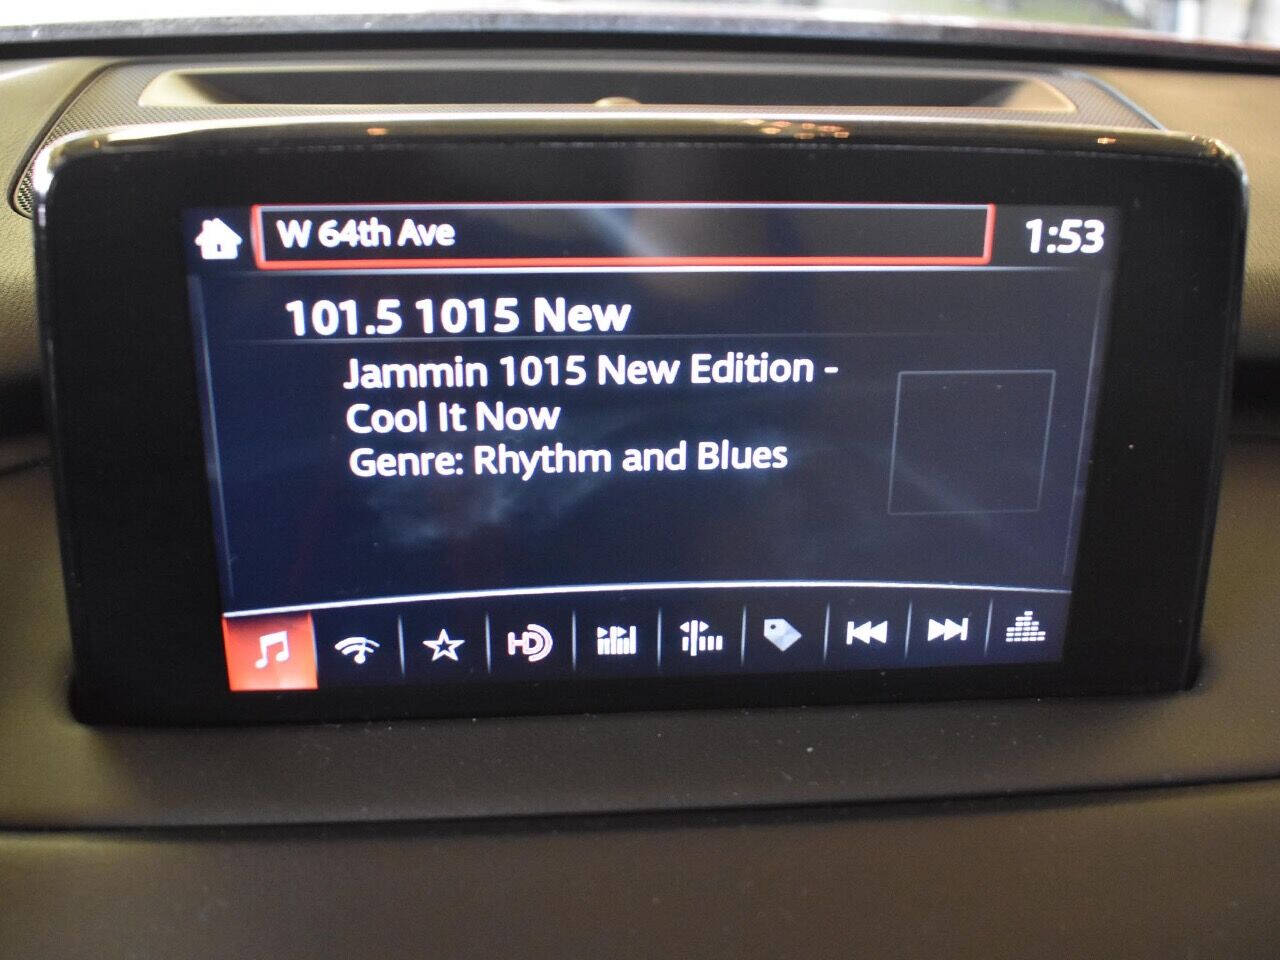 W 64th Ave
1:53
101.5 1015 New
Jammin 1015 New Edition -
Cool It Now
Genre: Rhythm and Blues
HD